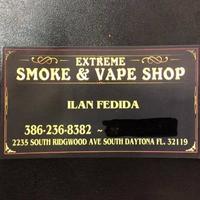 EXTREME
SMOKE & VAPE SHOP
ILAN FEDIDA
386-236-8382 ~
2235 SOUTH RIDGWOOD AVE SOUTH DAYTONA FL. 32119